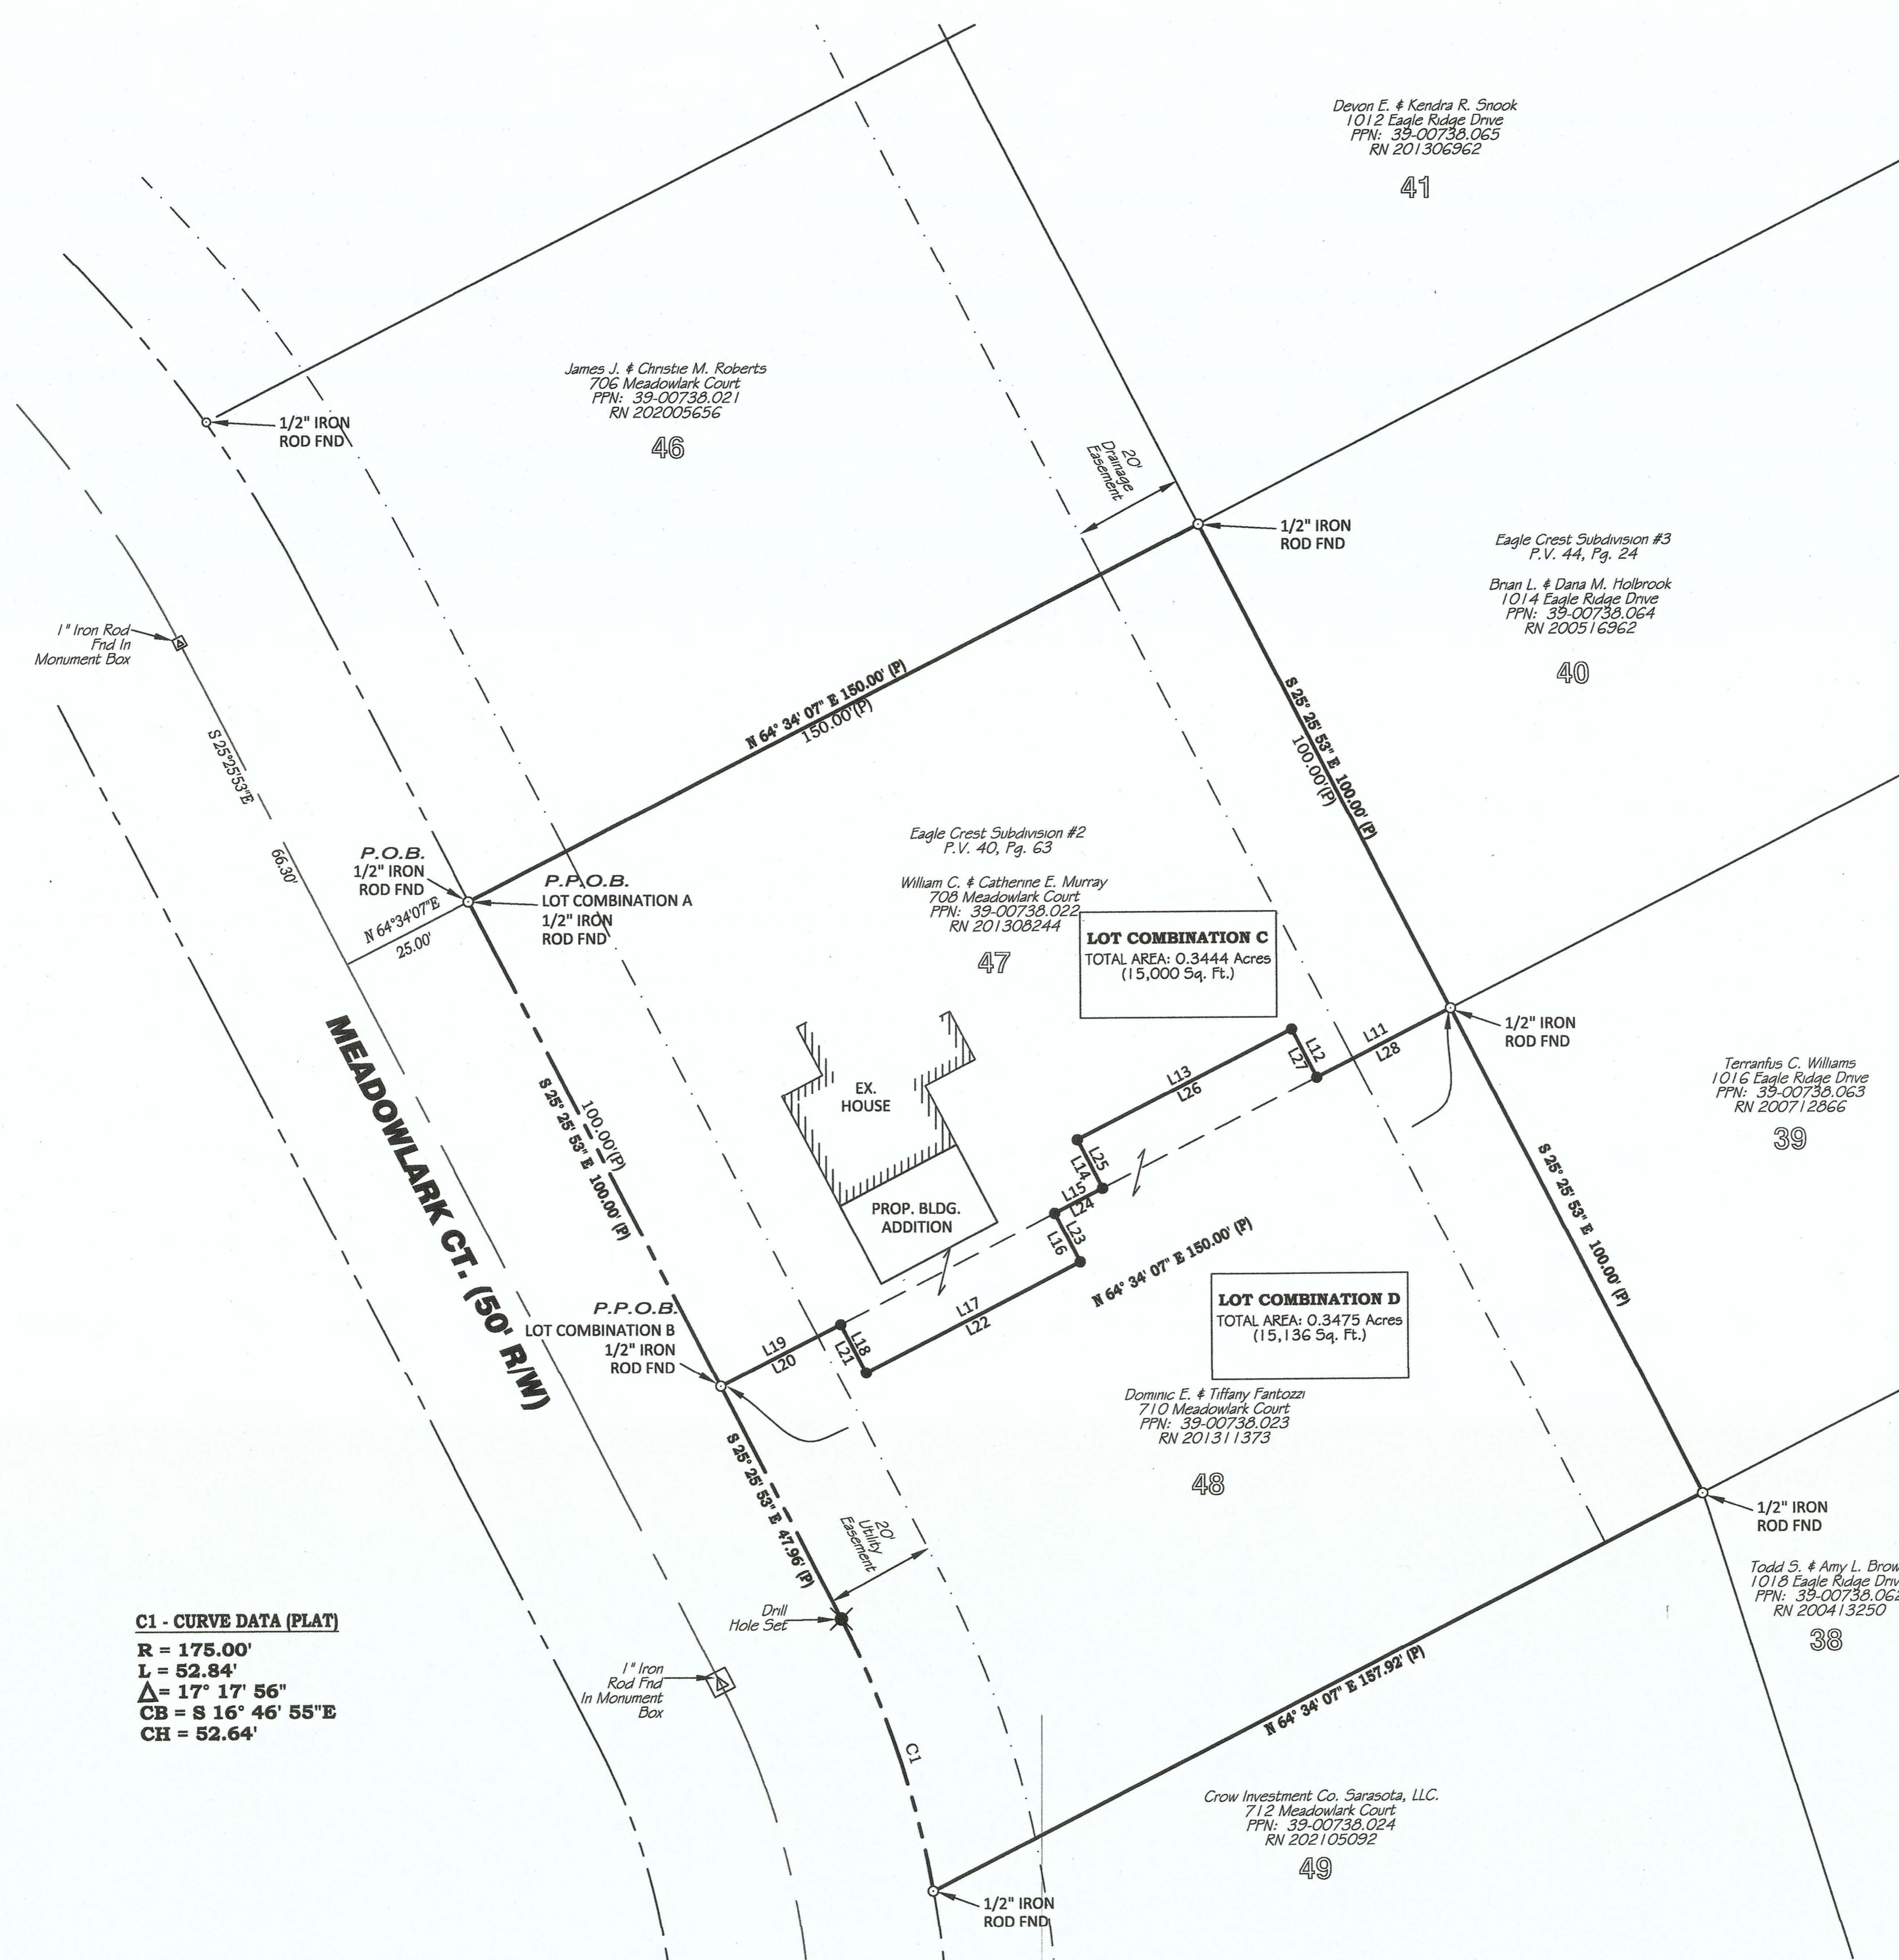 Devon E. & Kendra R. Snook
1012 Eagle Ridge Drive
PPN: 39-00738.065
RN 201306962
41
James J. & Christie M. Roberts
706 Meadowlark Court
PPN: 39-00738.021
RN 202005656
46
1/2" IRON
ROD FND
20'
Drainage
Easement
1/2" IRON
ROD FND
Eagle Crest Subdivision #3
P.V. 44, Pg. 24
Brian L. & Dana M. Holbrook
1014 Eagle Ridge Drive
PPN: 39-00738.064
RN 200516962
40
1" Iron Rod
Fnd In
Monument Box
N 64° 34' 07" E 150.00' (P)
150.00'(P)
S 25° 25' 53" E 100.00' (P)
100.00'(P)
S 25°25'53"E
66.30'
P.O.B.
1/2" IRON
ROD FND
N 64°34'07"E
25.00'
P.P.O.B.
LOT COMBINATION A
1/2" IRON
ROD FND
Eagle Crest Subdivision #2
P.V. 40, Pg. 63
William C. & Catherine E. Murray
708 Meadowlark Court
PPN: 39-00738.022
RN 201308244
47
LOT COMBINATION C
TOTAL AREA: 0.3444 Acres
(15,000 Sq. Ft.)
1/2" IRON
ROD FND
L11
L28
L12
L27
L13
L26
L25
L14
L15
L24
L23
L16
L17
L22
L18
L21
L19
L20
EX.
HOUSE
PROP. BLDG.
ADDITION
Terranfus C. Williams
1016 Eagle Ridge Drive
PPN: 39-00738.063
RN 200712866
39
MEADOWLARK CT. (50' R/W)
100.00'(P)
S 25° 25' 53" E 100.00' (P)
S 25° 25' 53" E 100.00' (P)
N 64° 34' 07" E 150.00' (P)
P.P.O.B.
LOT COMBINATION B
1/2" IRON
ROD FND
LOT COMBINATION D
TOTAL AREA: 0.3475 Acres
(15,136 Sq. Ft.)
Dominic E. & Tiffany Fantozzi
710 Meadowlark Court
PPN: 39-00738.023
RN 201311373
48
S 25° 25' 53" E 47.96' (P)
20'
Utility
Easement
1/2" IRON
ROD FND
Todd S. & Amy L. Brow
1018 Eagle Ridge Driv
PPN: 39-00738.062
RN 200413250
38
Drill
Hole Set
1" Iron
Rod Fnd
In Monument
Box
C1 - CURVE DATA (PLAT)
R = 175.00'
L = 52.84'
Δ= 17° 17' 56"
CB = S 16° 46' 55"E
CH = 52.64'
C1
N 64° 34' 07" E 157.92' (P)
Crow Investment Co. Sarasota, LLC.
712 Meadowlark Court
PPN: 39-00738.024
RN 202105092
49
1/2" IRON
ROD FND